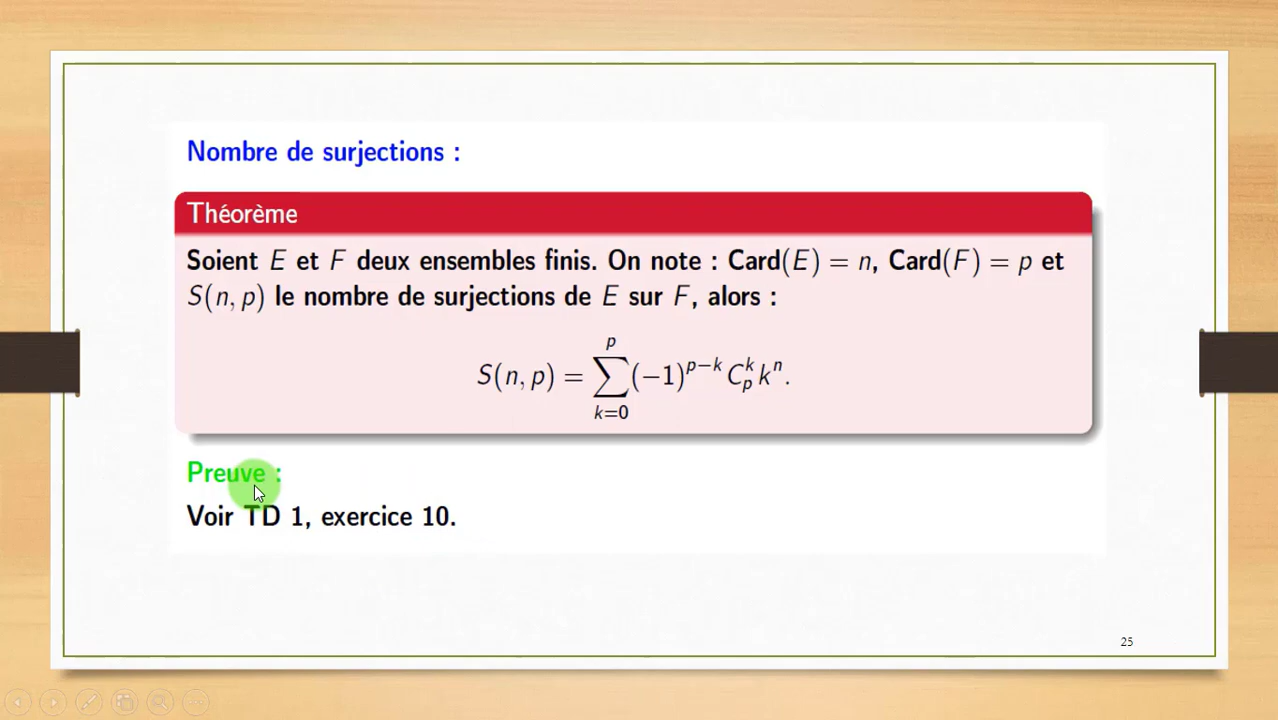 Nombre de surjections :
Théorème
Soient E et F deux ensembles finis. On note : Card(E) = n, Card(F) = p et
S(n, p) le nombre de surjections de E sur F, alors :
S(n, p) = \sum_{k=0}^{p} (−1)^{p−k} C_p^k k^n.
Preuve :
Voir TD 1, exercice 10.
25